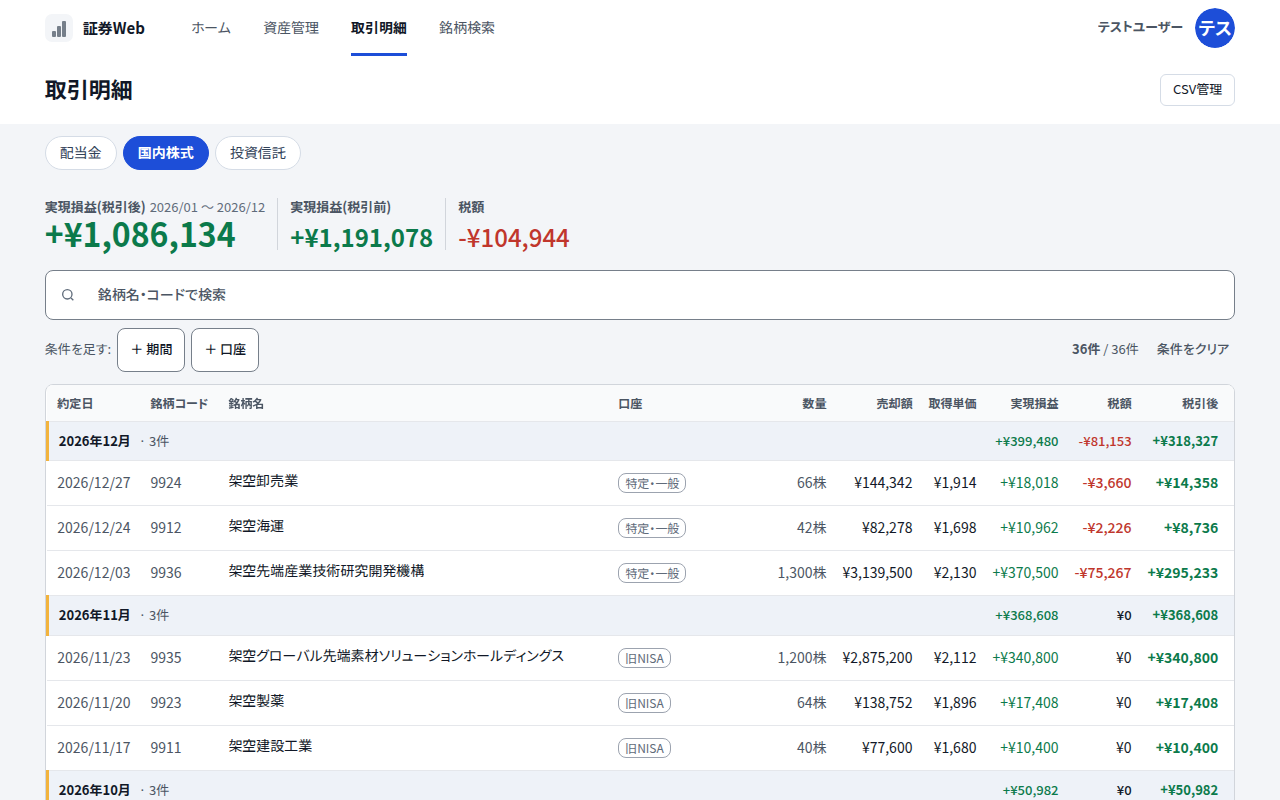 証券Web ホーム 資産管理 取引明細 銘柄検索 テストユーザー テス
取引明細 CSV管理
配当金 国内株式 投資信託
実現損益(税引後) 2026/01 〜 2026/12 実現損益(税引前) 税額
+¥1,086,134 +¥1,191,078 -¥104,944
銘柄名・コードで検索
条件を足す: ＋ 期間 ＋ 口座 36件 / 36件 条件をクリア
約定日 銘柄コード 銘柄名 口座 数量 売却額 取得単価 実現損益 税額 税引後
2026年12月 · 3件 +¥399,480 -¥81,153 +¥318,327
2026/12/27 9924 架空卸売業 特定・一般 66株 ¥144,342 ¥1,914 +¥18,018 -¥3,660 +¥14,358
2026/12/24 9912 架空海運 特定・一般 42株 ¥82,278 ¥1,698 +¥10,962 -¥2,226 +¥8,736
2026/12/03 9936 架空先端産業技術研究開発機構 特定・一般 1,300株 ¥3,139,500 ¥2,130 +¥370,500 -¥75,267 +¥295,233
2026年11月 · 3件 +¥368,608 ¥0 +¥368,608
2026/11/23 9935 架空グローバル先端素材ソリューションホールディングス 旧NISA 1,200株 ¥2,875,200 ¥2,112 +¥340,800 ¥0 +¥340,800
2026/11/20 9923 架空製薬 旧NISA 64株 ¥138,752 ¥1,896 +¥17,408 ¥0 +¥17,408
2026/11/17 9911 架空建設工業 旧NISA 40株 ¥77,600 ¥1,680 +¥10,400 ¥0 +¥10,400
2026年10月 · 3件 +¥50,982 ¥0 +¥50,982